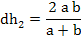 dh₂ = 2 a b / a + b